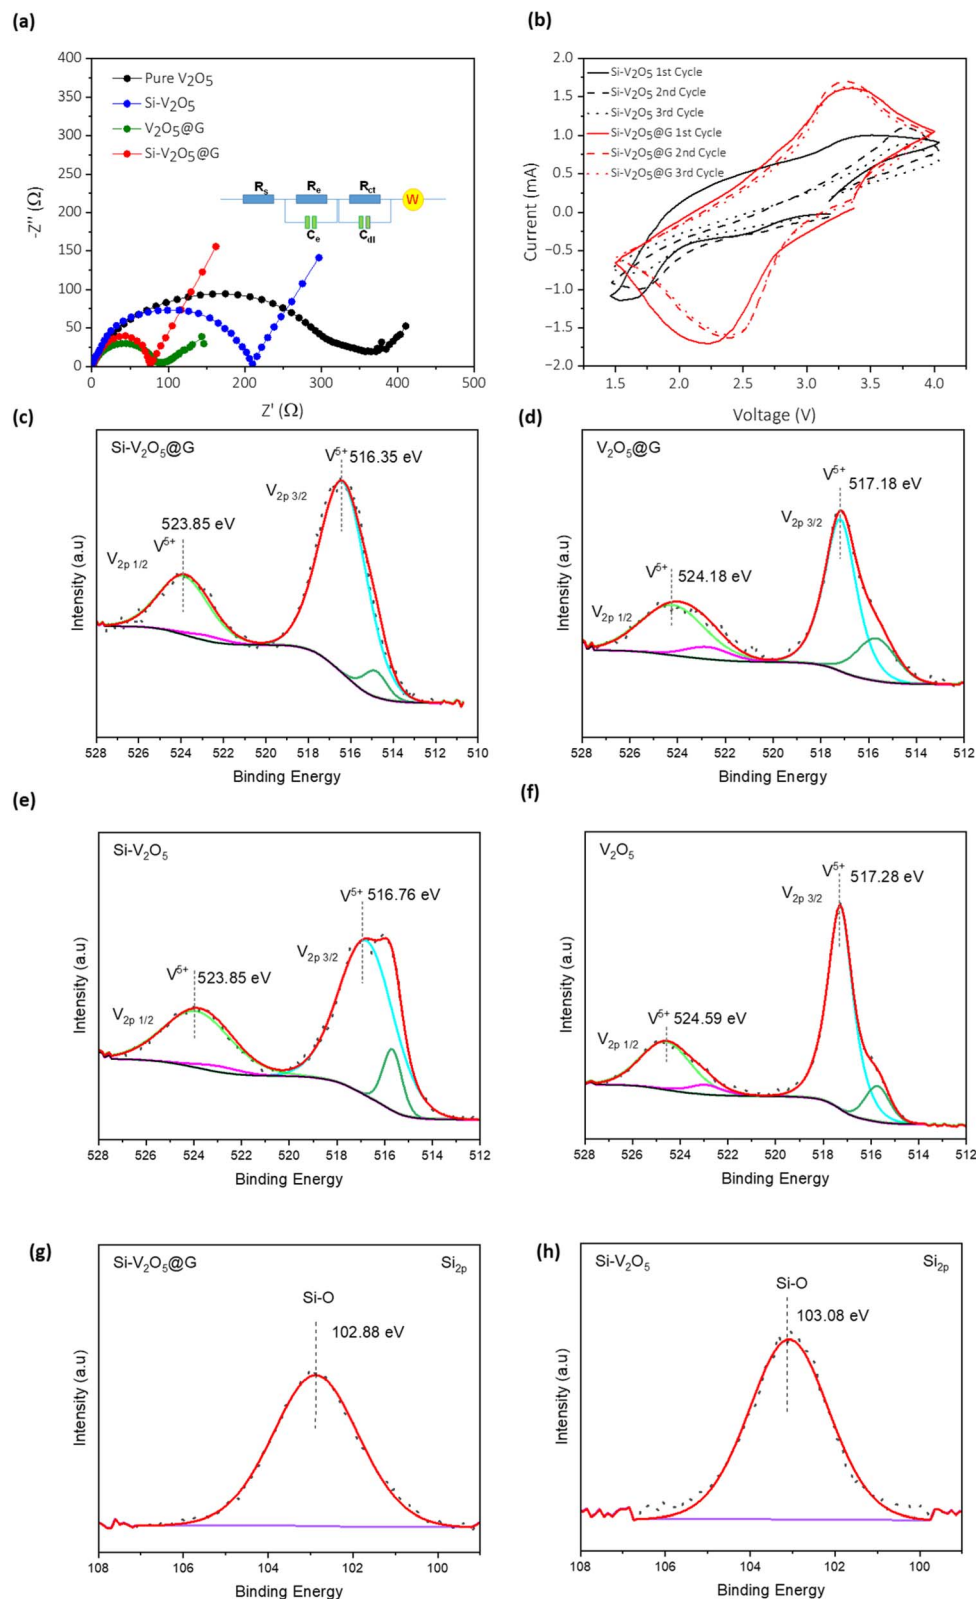 (a)
400
350
300
250
200
150
100
50
0
-Z'' (Ω)
Pure V₂O₅
Si-V₂O₅
V₂O₅@G
Si-V₂O₅@G
Rₛ Rₑ R꜀ₜ W
Cₑ C_dl
0 100 200 300 400 500
Z' (Ω)
(b)
2.0
1.5
1.0
0.5
0.0
−0.5
−1.0
−1.5
−2.0
Current (mA)
Si-V₂O₅ 1st Cycle
Si-V₂O₅ 2nd Cycle
Si-V₂O₅ 3rd Cycle
Si-V₂O₅@G 1st Cycle
Si-V₂O₅@G 2nd Cycle
Si-V₂O₅@G 3rd Cycle
1.5 2.0 2.5 3.0 3.5 4.0
Voltage (V)
(c)
Si-V₂O₅@G
V⁵⁺ 516.35 eV
V₂p ₃/₂
523.85 eV
V⁵⁺
V₂p ₁/₂
Intensity (a.u)
528 526 524 522 520 518 516 514 512 510
Binding Energy
(d)
V₂O₅@G
V⁵⁺
517.18 eV
V₂p ₃/₂
V⁵⁺
524.18 eV
V₂p ₁/₂
Intensity (a.u)
528 526 524 522 520 518 516 514 512
Binding Energy
(e)
Si-V₂O₅
V⁵⁺ 516.76 eV
V₂p ₃/₂
V⁵⁺
523.85 eV
V₂p ₁/₂
Intensity (a.u)
528 526 524 522 520 518 516 514 512
Binding Energy
(f)
V₂O₅
V⁵⁺ 517.28 eV
V₂p ₃/₂
V⁵⁺ 524.59 eV
V₂p ₁/₂
Intensity (a.u)
528 526 524 522 520 518 516 514 512
Binding Energy
(g)
Si-V₂O₅@G Si₂p
Si-O
102.88 eV
Intensity (a.u)
108 106 104 102 100
Binding Energy
(h)
Si-V₂O₅ Si₂p
Si-O
103.08 eV
Intensity (a.u)
108 106 104 102 100
Binding Energy